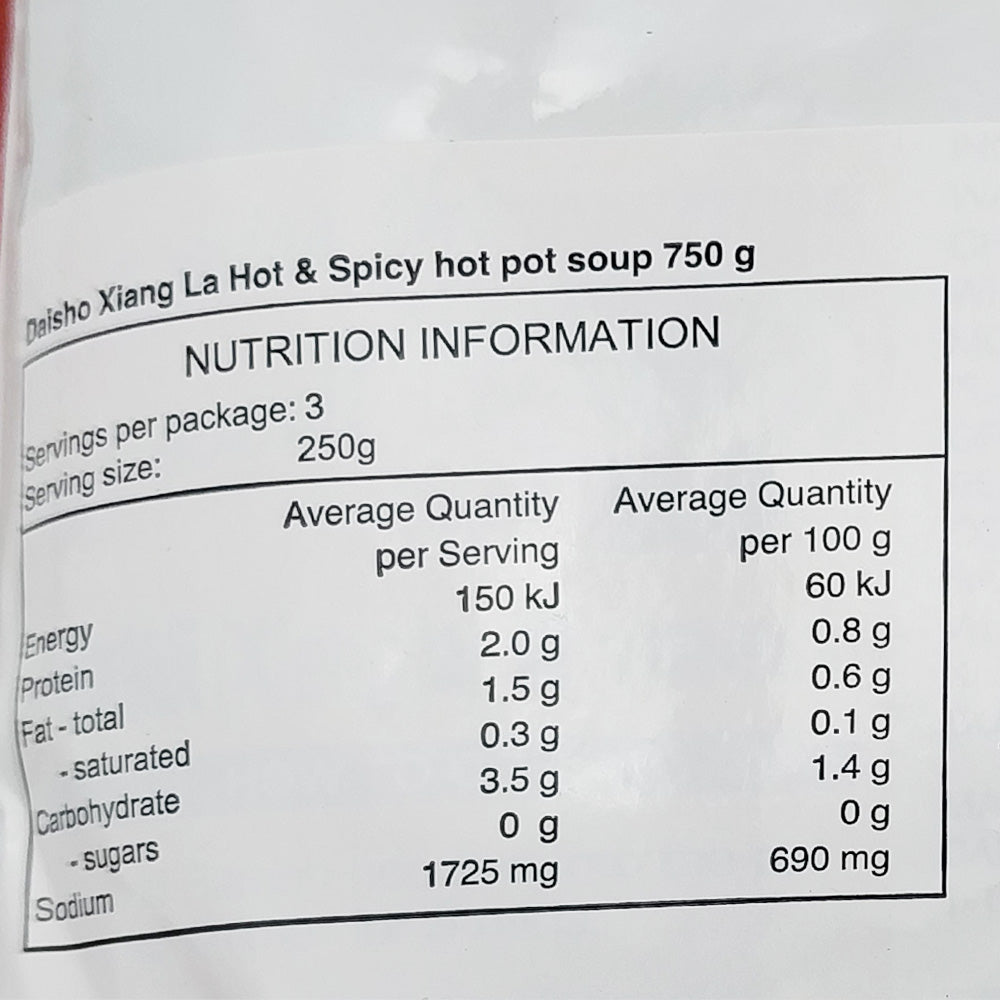 Daisho Xiang La Hot & Spicy hot pot soup 750 g
NUTRITION INFORMATION
Servings per package: 3
Serving size: 250g
Average Quantity per Serving Average Quantity per 100 g
Energy 150 kJ 60 kJ
Protein 2.0 g 0.8 g
Fat - total 1.5 g 0.6 g
- saturated 0.3 g 0.1 g
Carbohydrate 3.5 g 1.4 g
- sugars 0 g 0 g
Sodium 1725 mg 690 mg